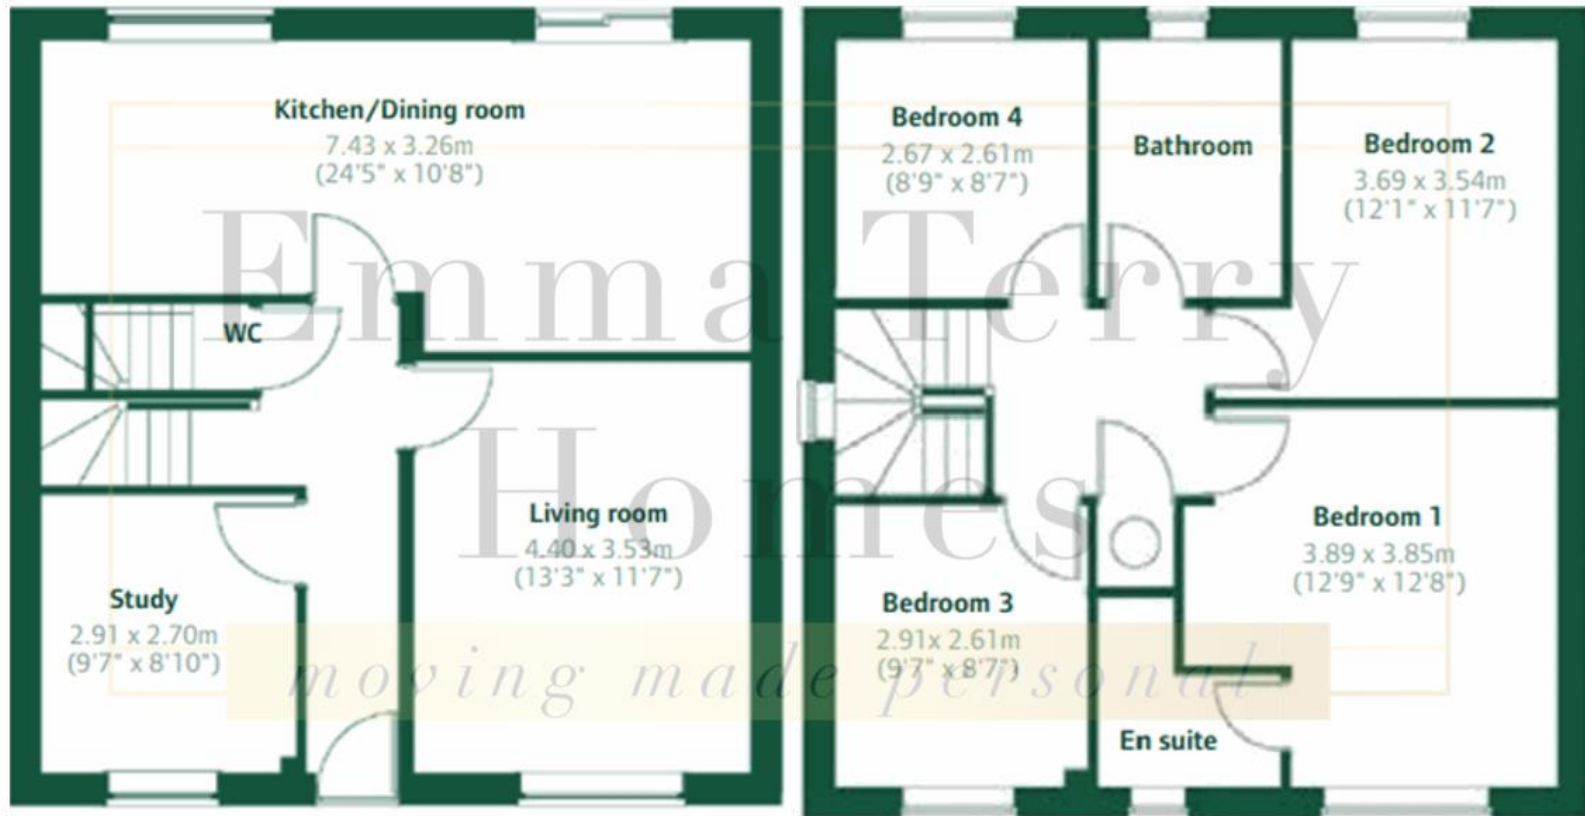 Kitchen/Dining room
7.43 x 3.26m
(24'5" x 10'8")
WC
Living room
4.40 x 3.53m
(13'3" x 11'7")
Study
2.91 x 2.70m
(9'7" x 8'10")
Bedroom 4
2.67 x 2.61m
(8'9" x 8'7")
Bathroom
Bedroom 2
3.69 x 3.54m
(12'1" x 11'7")
Bedroom 1
3.89 x 3.85m
(12'9" x 12'8")
Bedroom 3
2.91x 2.61m
(9'7" x 8'7")
En suite
Emma Terry
Homes
moving made personal